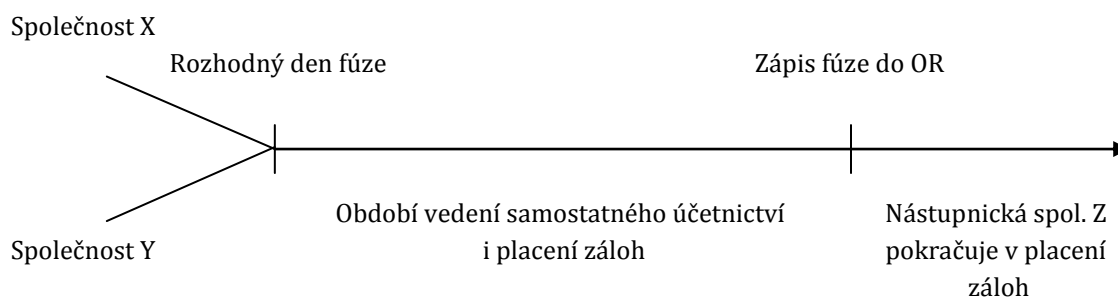 Společnost X
Rozhodný den fúze
Zápis fúze do OR
Období vedení samostatného účetnictví
i placení záloh
Nástupnická spol. Z
pokračuje v placení
záloh
Společnost Y